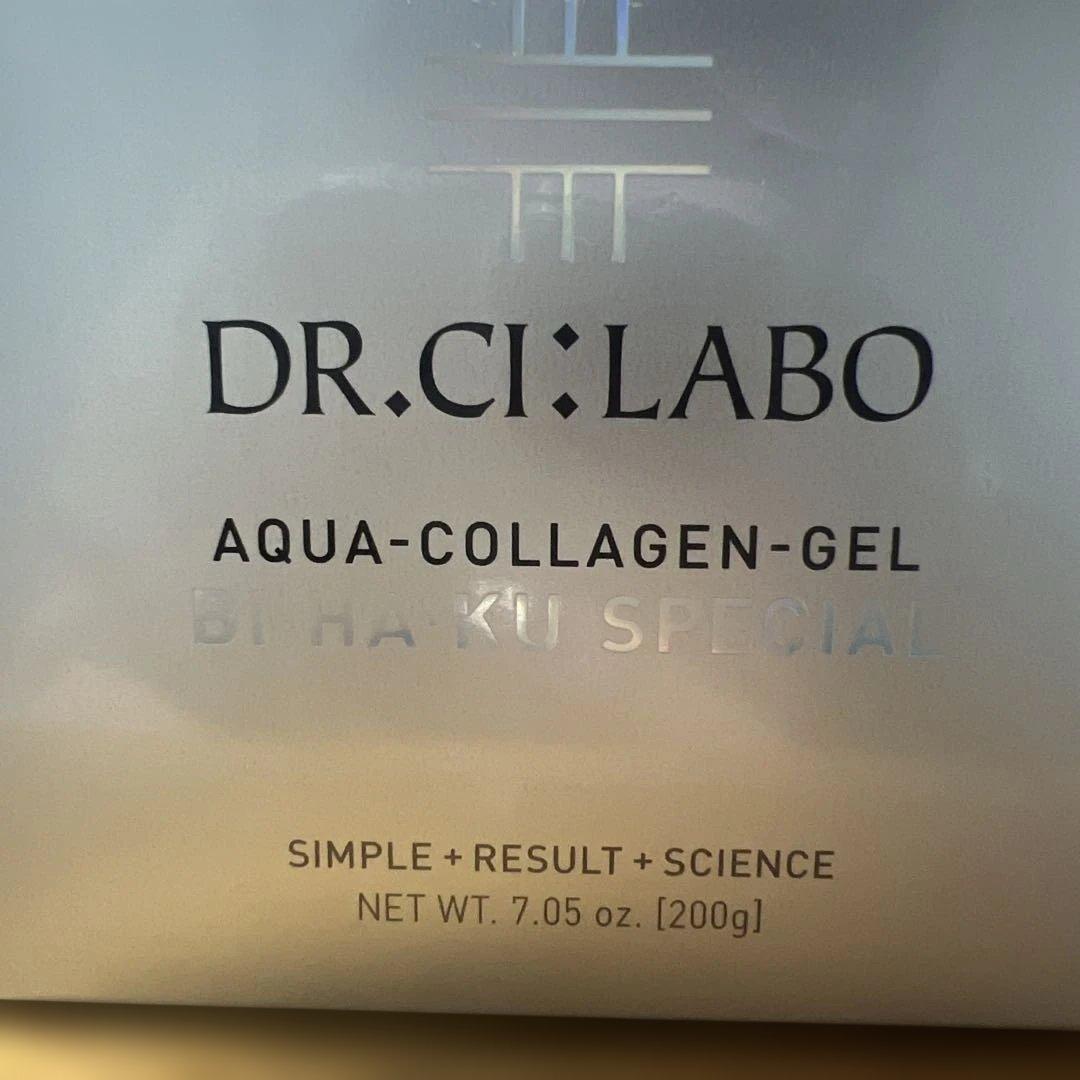 DR.CI:LABO
AQUA-COLLAGEN-GEL
BI·HA·KU SPECIAL
SIMPLE + RESULT + SCIENCE
NET WT. 7.05 oz. [200g]